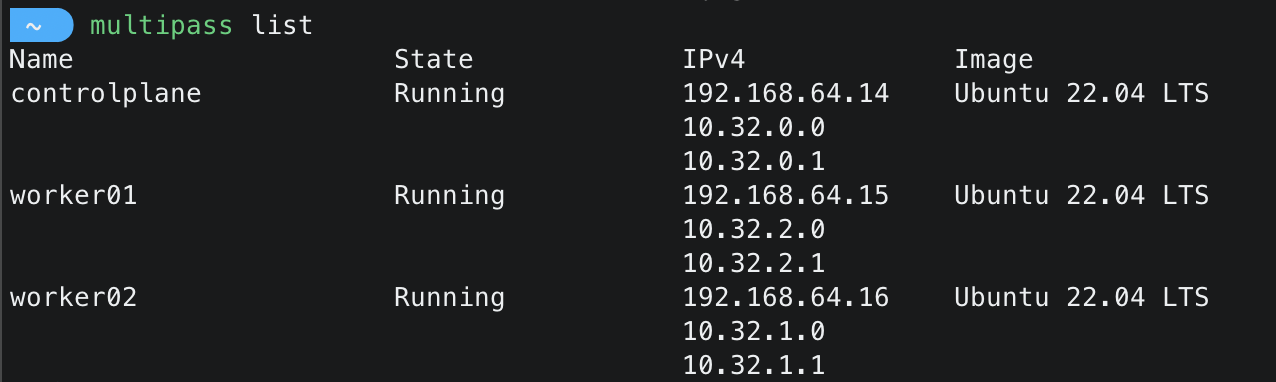 ~ multipass list
Name State IPv4 Image
controlplane Running 192.168.64.14 Ubuntu 22.04 LTS
10.32.0.0
10.32.0.1
worker01 Running 192.168.64.15 Ubuntu 22.04 LTS
10.32.2.0
10.32.2.1
worker02 Running 192.168.64.16 Ubuntu 22.04 LTS
10.32.1.0
10.32.1.1